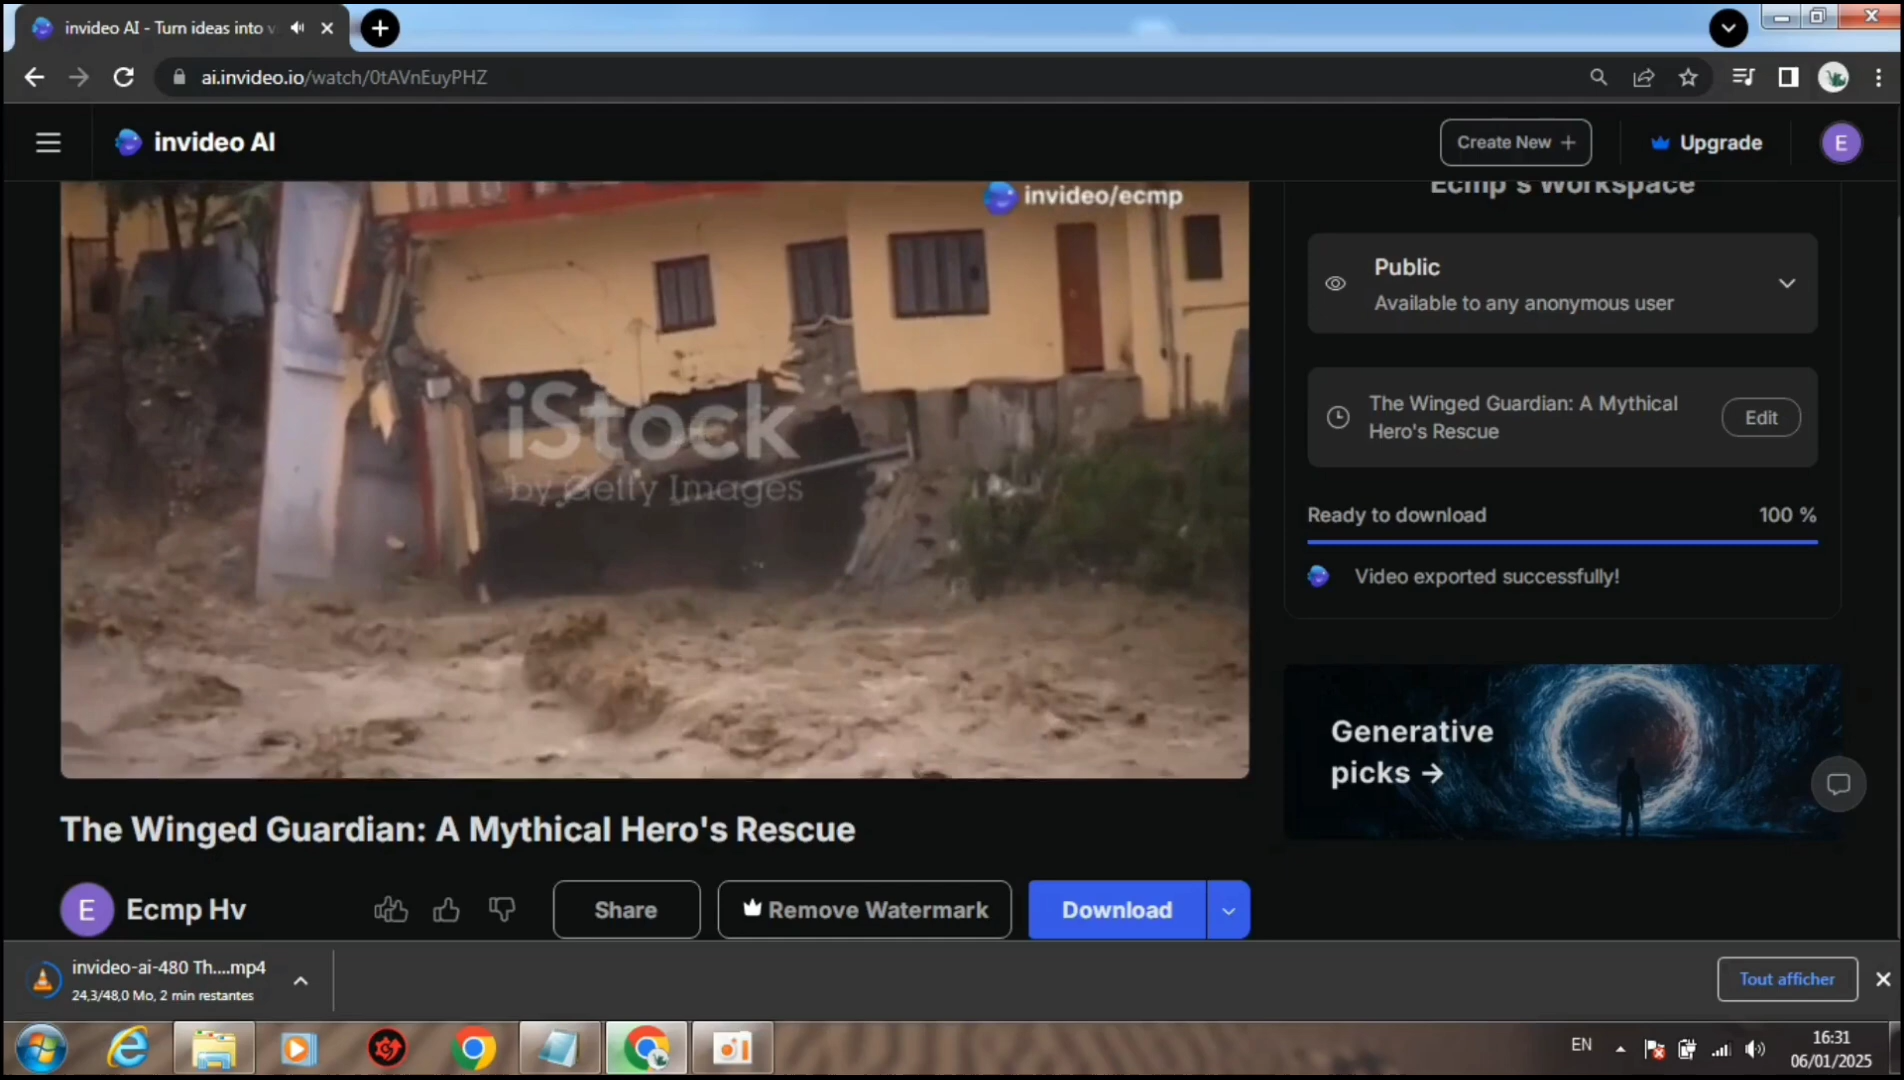 invideo AI - Turn ideas into v
ai.invideo.io/watch/0tAVnEuyPHZ
invideo AI
Create New +
Upgrade
E
invideo/ecmp
Ecmp's Workspace
Public
Available to any anonymous user
iStock
by Getty Images
The Winged Guardian: A Mythical
Hero's Rescue
Edit
Ready to download
100 %
Video exported successfully!
Generative
picks →
The Winged Guardian: A Mythical Hero's Rescue
E
Ecmp Hv
Share
Remove Watermark
Download
invideo-ai-480 Th....mp4
24,3/48,0 Mo, 2 min restantes
Tout afficher
EN
16:31
06/01/2025